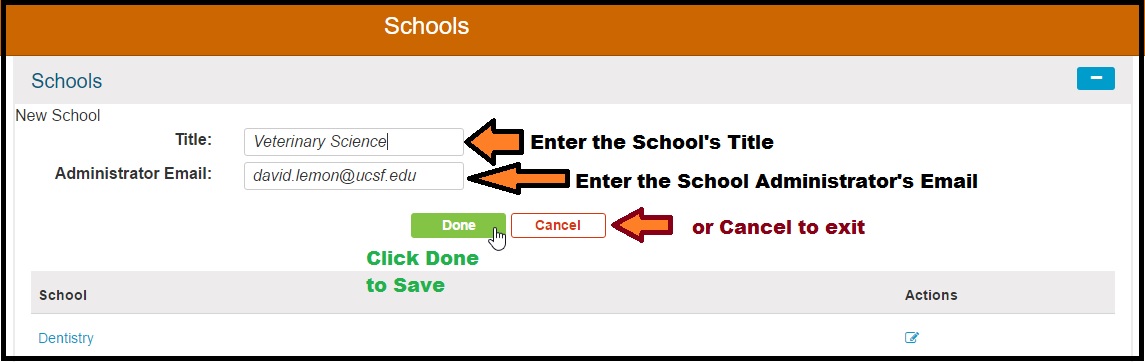 Schools
Schools
New School
Title: Veterinary Science Enter the School's Title
Administrator Email: david.lemon@ucsf.edu Enter the School Administrator's Email
Done Cancel or Cancel to exit
Click Done
to Save
School Actions
Dentistry